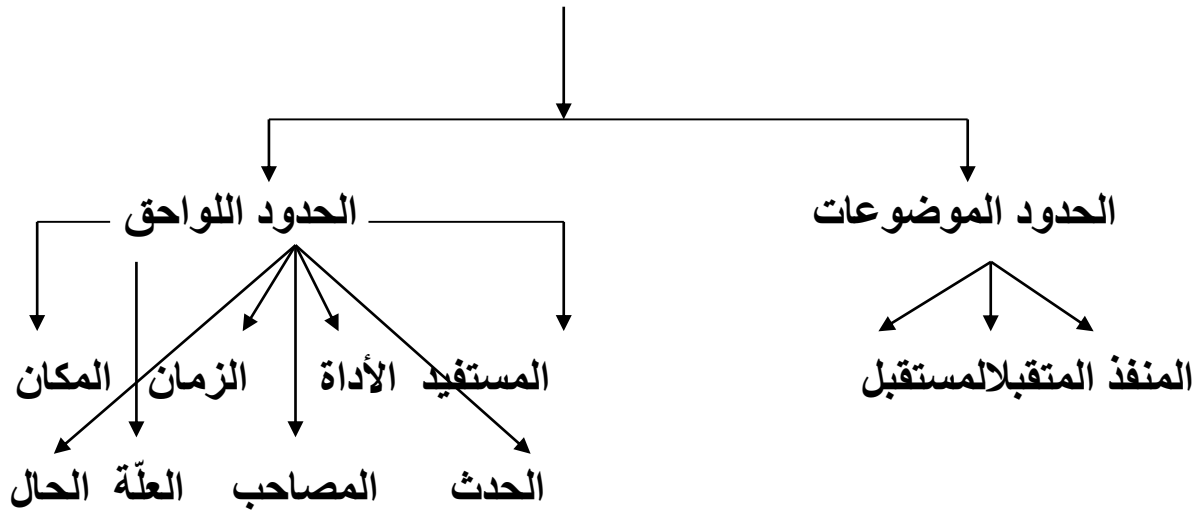 الحدود الموضوعات الحدود اللواحق
المنفذ المتقبلالمستقبل المستفيد الأداة الزمان المكان
الحدث المصاحب العلّة الحال